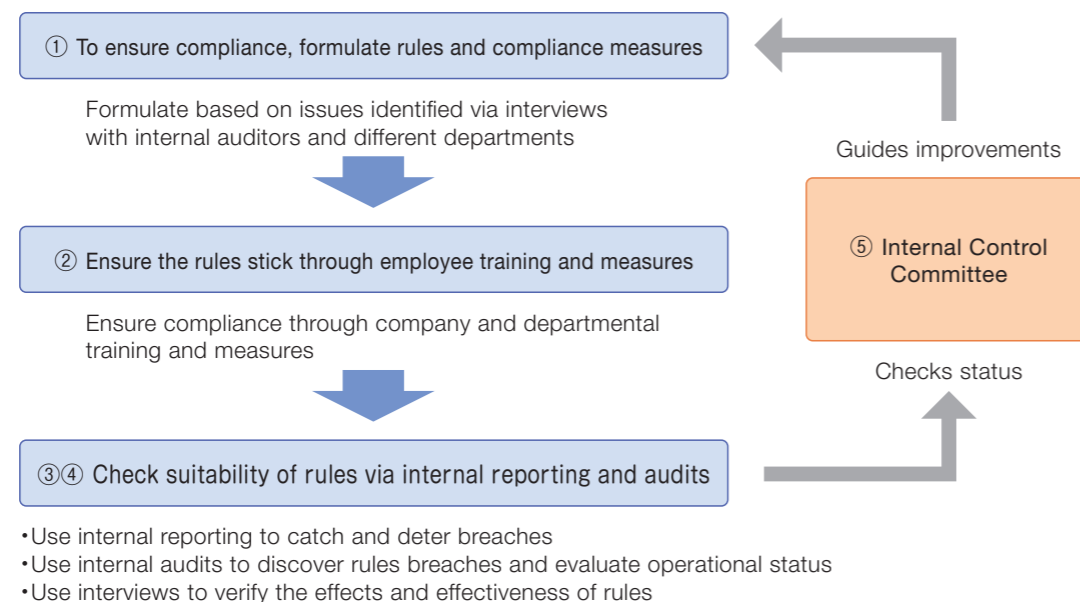 ① To ensure compliance, formulate rules and compliance measures
Formulate based on issues identified via interviews
with internal auditors and different departments
② Ensure the rules stick through employee training and measures
Ensure compliance through company and departmental
training and measures
③④ Check suitability of rules via internal reporting and audits
・Use internal reporting to catch and deter breaches
・Use internal audits to discover rules breaches and evaluate operational status
・Use interviews to verify the effects and effectiveness of rules
Guides improvements
⑤ Internal Control
Committee
Checks status